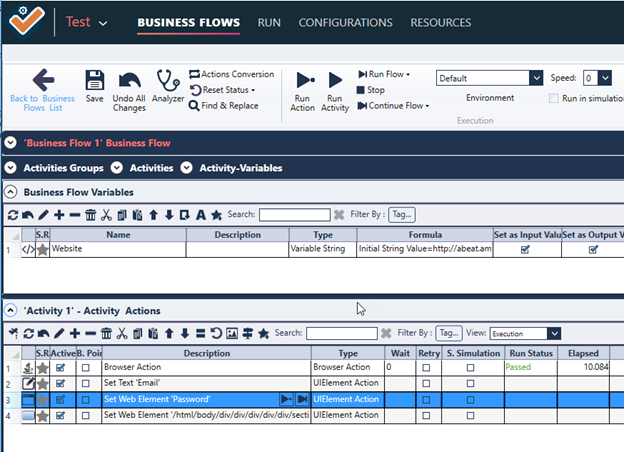 Test BUSINESS FLOWS RUN CONFIGURATIONS RESOURCES
Back to Business Flows List
Save
Undo All Changes
Analyzer
Actions Conversion
Reset Status
Find & Replace
Run Action
Run Activity
Run Flow
Stop
Continue Flow
Default
Environment
Speed: 0
Run in simulation
Execution
'Business Flow 1' Business Flow
Activities Groups Activities Activity-Variables
Business Flow Variables
Search: Filter By : Tag...
S.R Name Description Type Formula Set as Input Valu Set as Output V
1 </> Website Variable String Initial String Value=http://abeat.am
'Activity 1' - Activity Actions
Search: Filter By : Tag... View: Execution
S.R Active B. Poin Description Type Wait Retry S. Simulation Run Status Elapsed
1 Browser Action Browser Action 0 Passed 10.084
2 Set Text 'Email' UIElement Action
3 Set Web Element 'Password' UIElement Action
4 Set Web Element '/html/body/div/div/div/div/div/secti UIElement Action